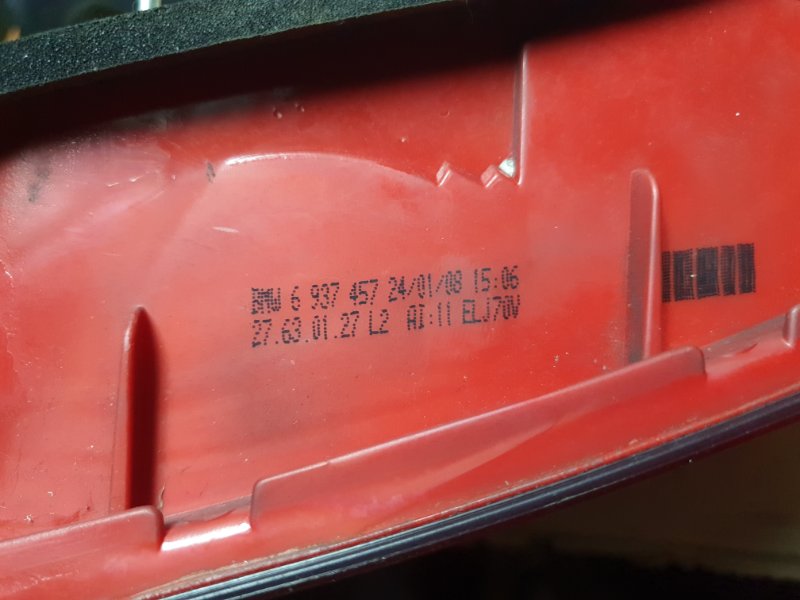 BMW 6 937 457 24/01/08 15:06
27.63.01.27 L2 AI:11 ELJ70V